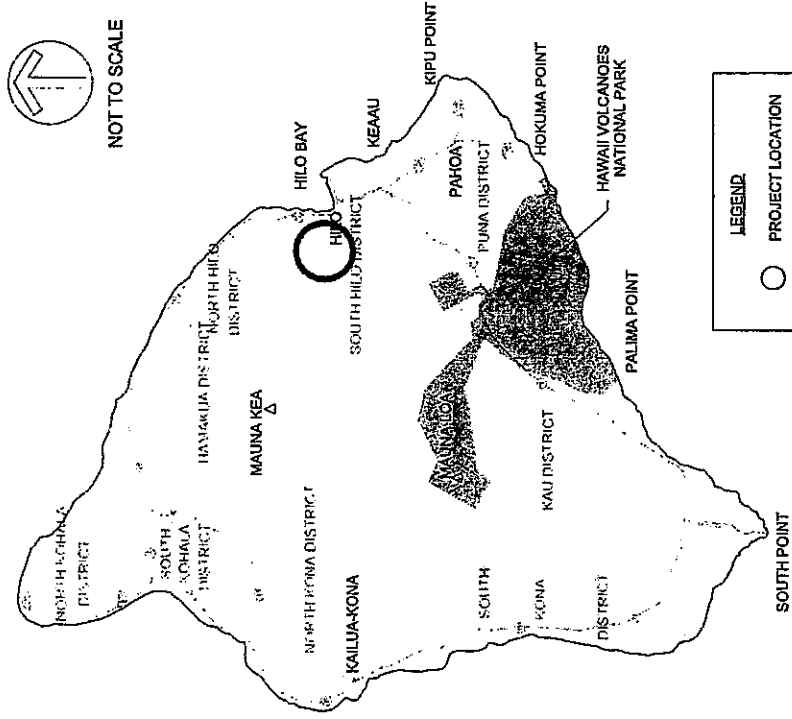 NOT TO SCALE
NORTH KOHALA
DISTRICT
SOUTH
KOHALA
DISTRICT
HAMAKUA DISTRICT
NORTH HILO
DISTRICT
MAUNA KEA
HILO BAY
HILO
SOUTH HILO DISTRICT
KEAAU
KIPU POINT
NORTH KONA DISTRICT
KAILUA-KONA
PAHOA
PUNA DISTRICT
HOKUMA POINT
HAWAII VOLCANOES
NATIONAL PARK
MAUNA LOA
KAU DISTRICT
SOUTH
KONA
DISTRICT
PALIMA POINT
SOUTH POINT
LEGEND
PROJECT LOCATION